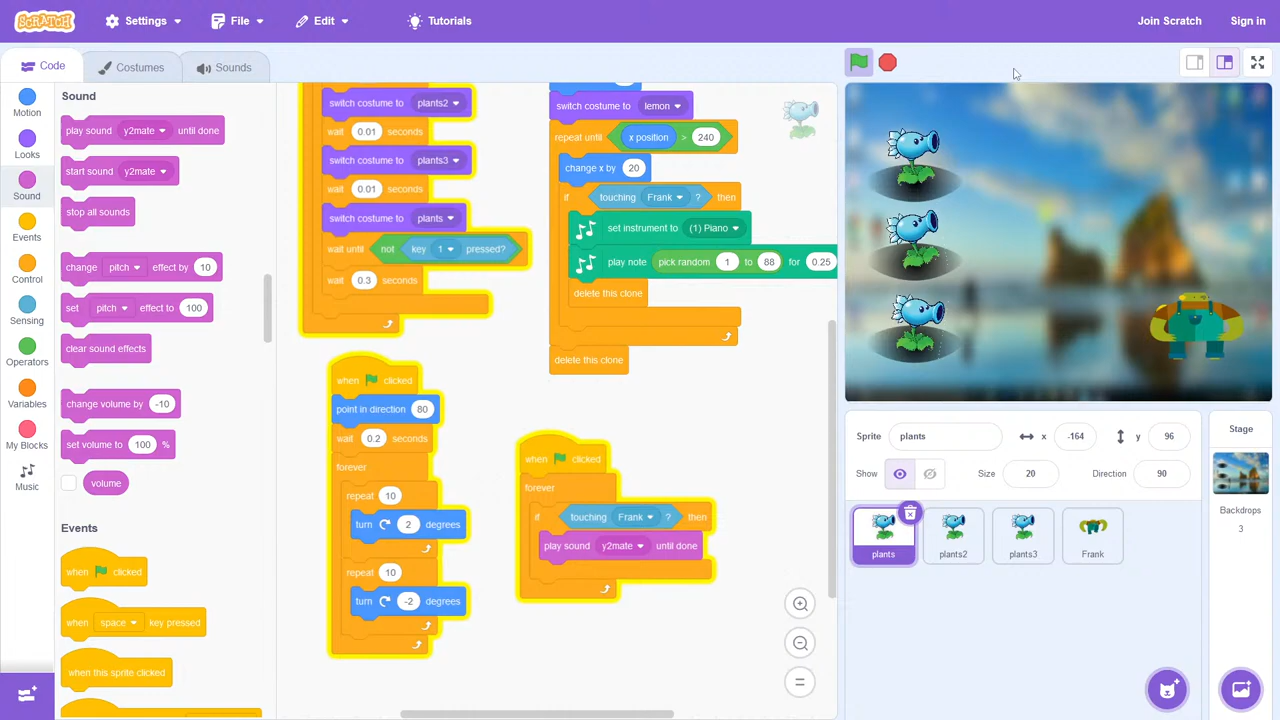 SCRATCH Settings File Edit Tutorials Join Scratch Sign in
Code Costumes Sounds
Motion
Looks
Sound
Events
Control
Sensing
Operators
Variables
My Blocks
Music
Sound
play sound y2mate until done
start sound y2mate
stop all sounds
change pitch effect by 10
set pitch effect to 100
clear sound effects
change volume by -10
set volume to 100 %
volume
Events
when clicked
when space key pressed
when this sprite clicked
switch costume to plants2
wait 0.01 seconds
switch costume to plants3
wait 0.01 seconds
switch costume to plants
wait until not key 1 pressed?
wait 0.3 seconds
when clicked
point in direction 80
wait 0.2 seconds
forever
repeat 10
turn 2 degrees
repeat 10
turn -2 degrees
switch costume to lemon
repeat until x position > 240
change x by 20
if touching Frank ? then
set instrument to (1) Piano
play note pick random 1 to 88 for 0.25
delete this clone
delete this clone
when clicked
forever
if touching Frank ? then
play sound y2mate until done
Sprite plants x -164 y 96
Show Size 20 Direction 90
plants plants2 plants3 Frank
Stage
Backdrops
3